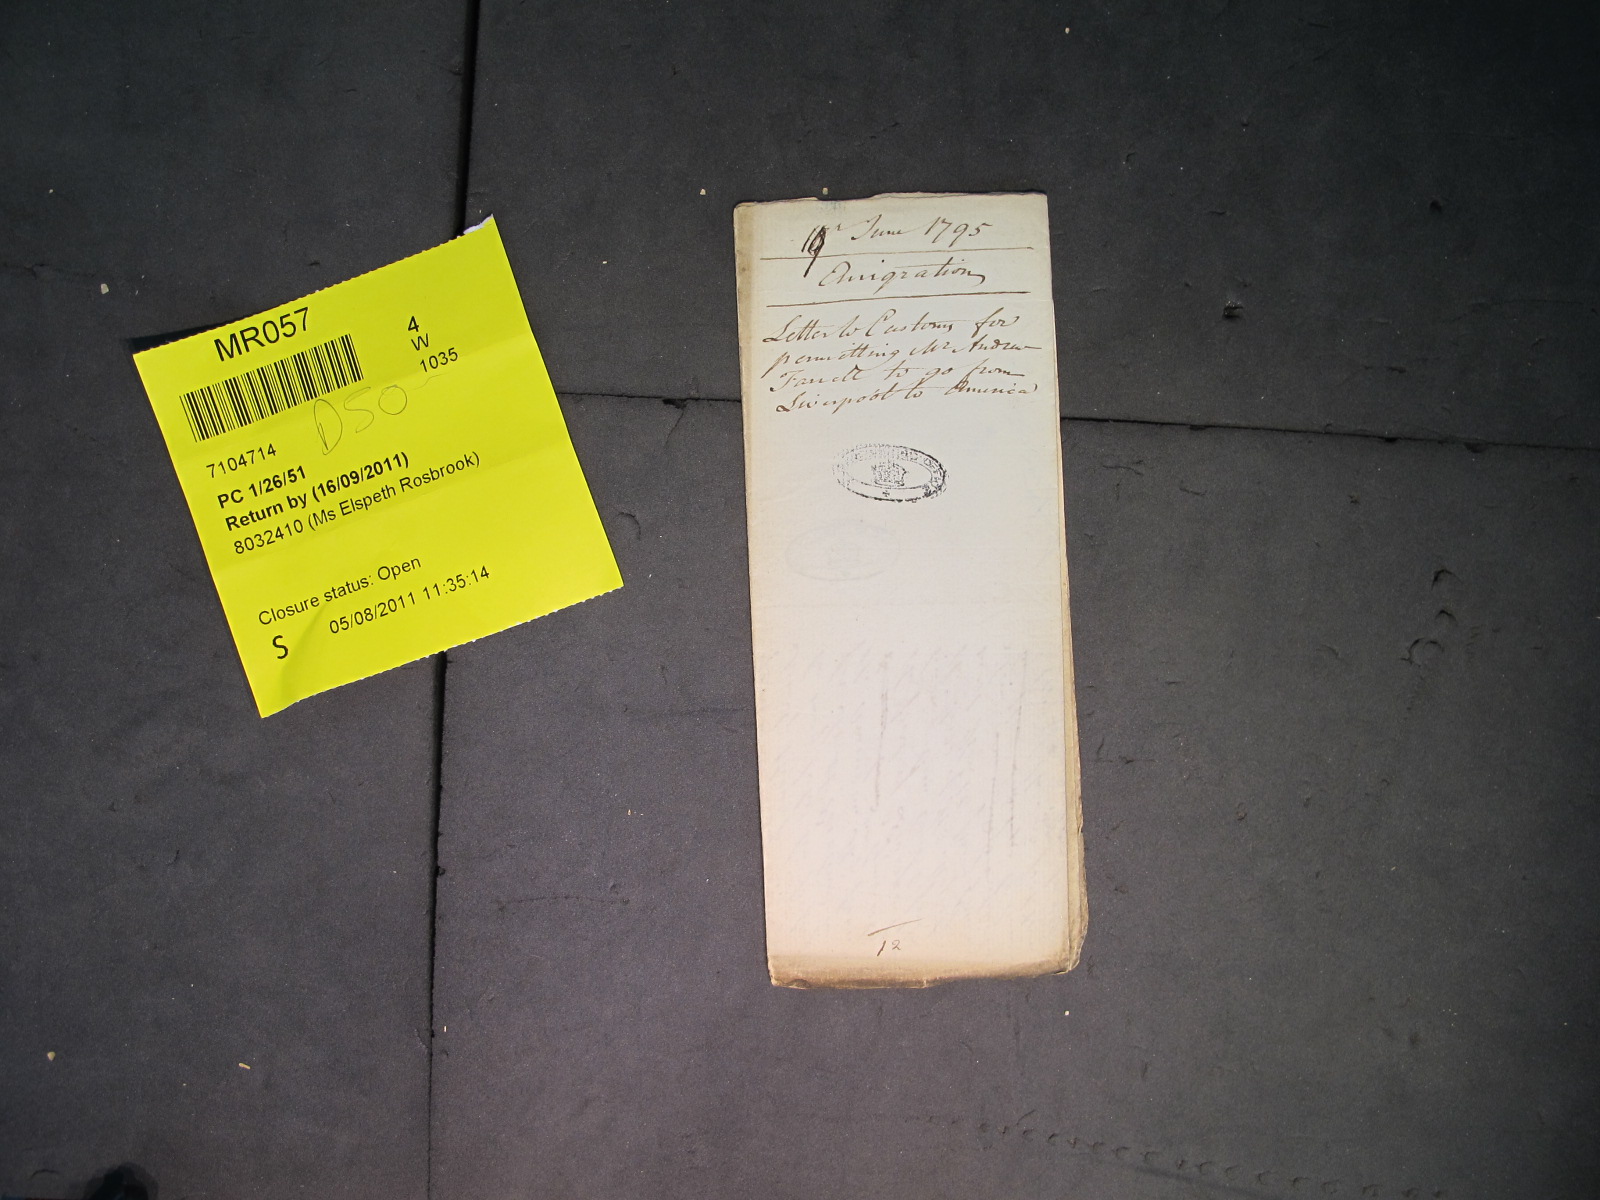 MR057
4
W
1035
DSO
7104714
PC 1/26/51
Return by (16/09/2011)
8032410 (Ms Elspeth Rosbrook)
Closure status: Open
S 05/08/2011 11:35:14
June 1795
Emigration
Letter to Customs for
permitting Mr Andrew
to go from
Liverpool to America
12